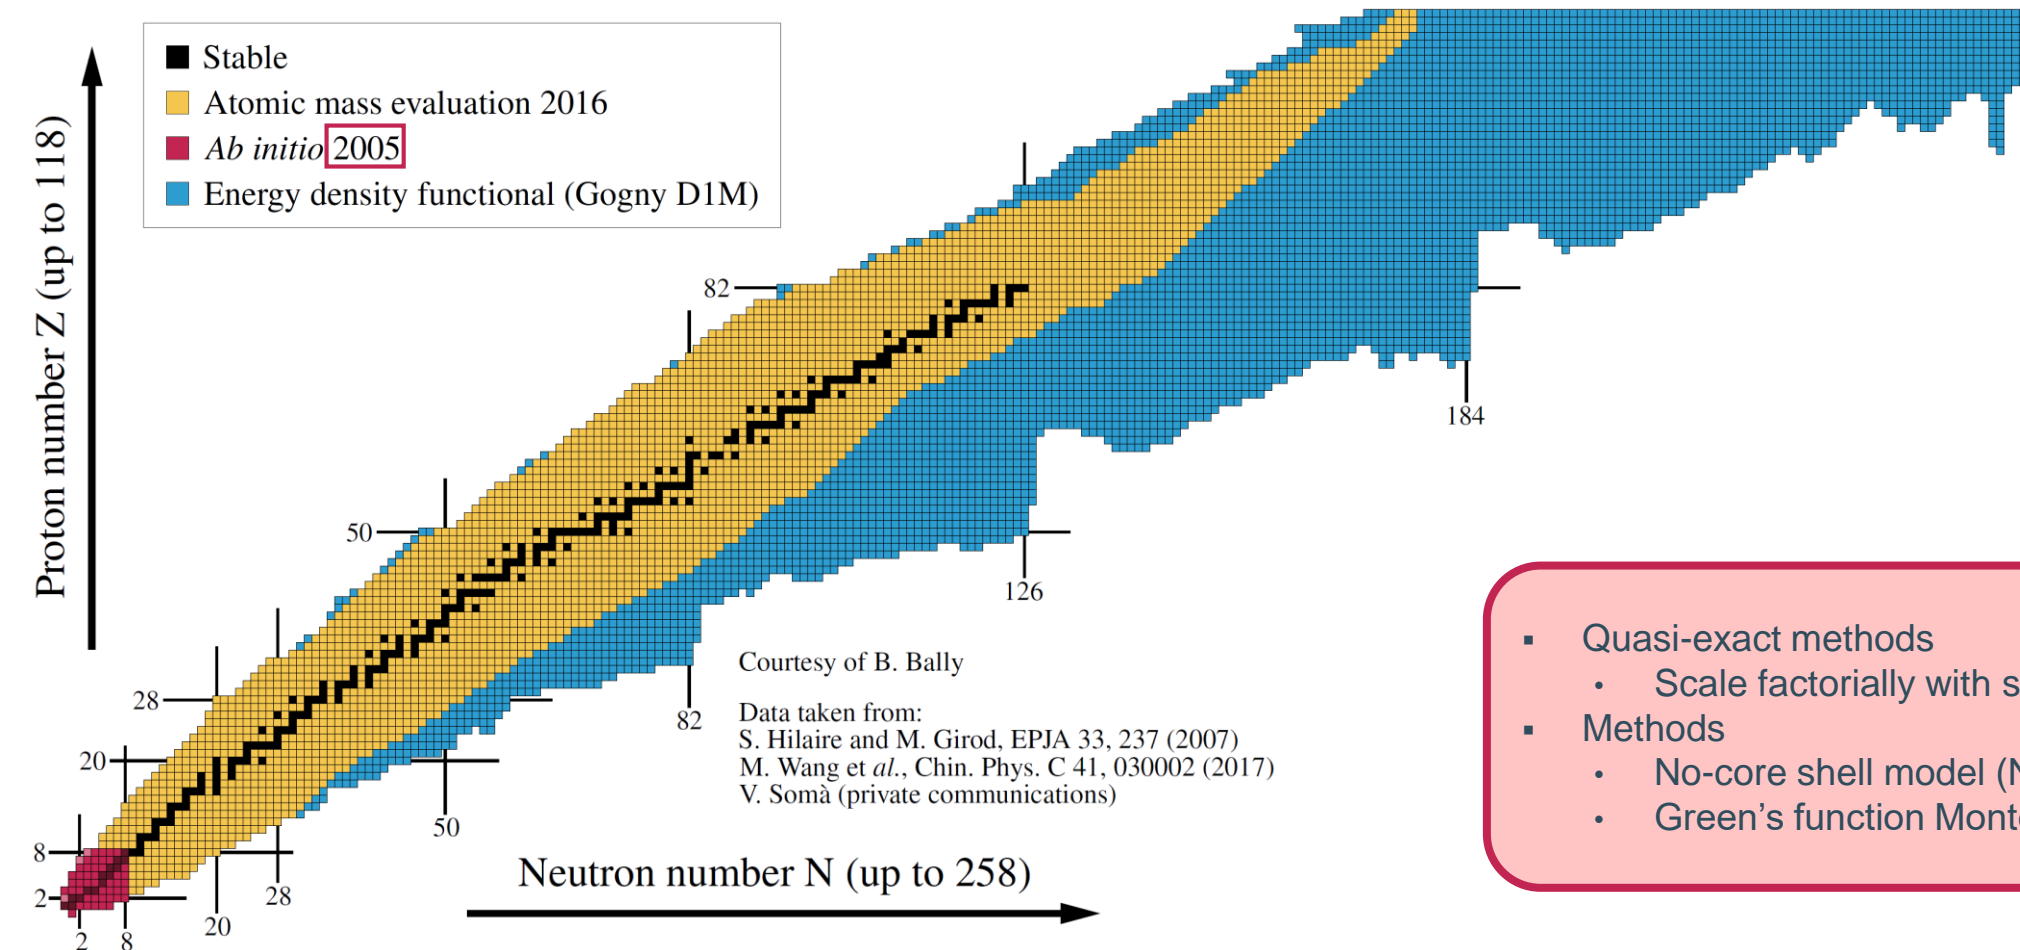 Stable
Atomic mass evaluation 2016
Ab initio 2005
Energy density functional (Gogny D1M)
Proton number Z (up to 118)
82
50
28
20
8
2
184
126
82
50
28
20
8
2
Courtesy of B. Bally
Data taken from:
S. Hilaire and M. Girod, EPJA 33, 237 (2007)
M. Wang et al., Chin. Phys. C 41, 030002 (2017)
V. Somà (private communications)
Neutron number N (up to 258)
▪ Quasi-exact methods
• Scale factorially with s
▪ Methods
• No-core shell model (N
• Green's function Mont